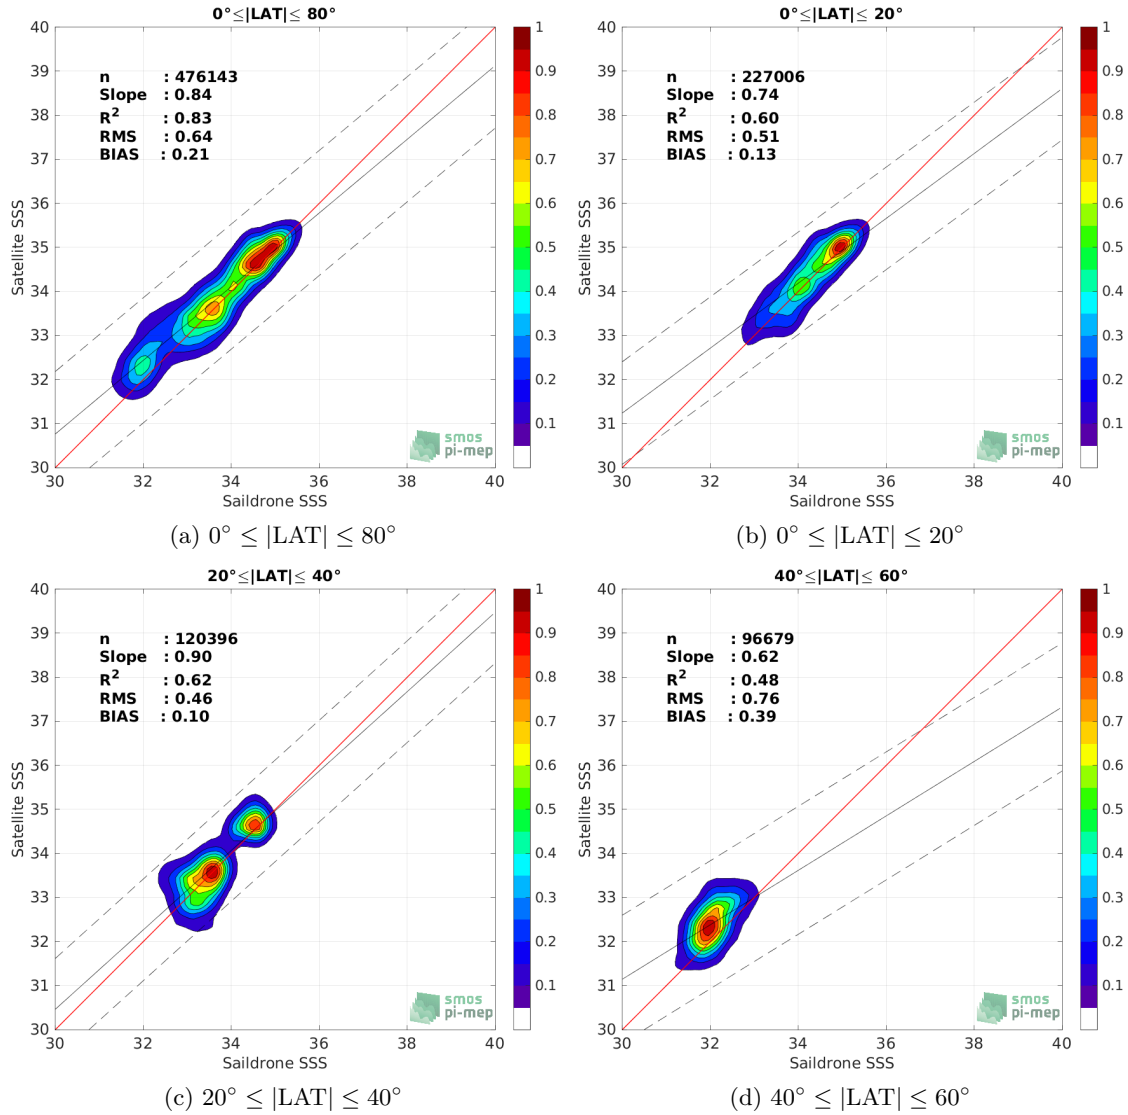 0°≤|LAT|≤ 80°
40
39
38
37
36
35
34
33
32
31
30
Satellite SSS
n : 476143
Slope : 0.84
R² : 0.83
RMS : 0.64
BIAS : 0.21
smos
pi-mep
30 32 34 36 38 40
Saildrone SSS
1
0.9
0.8
0.7
0.6
0.5
0.4
0.3
0.2
0.1
(a) 0° ≤ |LAT| ≤ 80°
0°≤|LAT|≤ 20°
40
39
38
37
36
35
34
33
32
31
30
Satellite SSS
n : 227006
Slope : 0.74
R² : 0.60
RMS : 0.51
BIAS : 0.13
smos
pi-mep
30 32 34 36 38 40
Saildrone SSS
1
0.9
0.8
0.7
0.6
0.5
0.4
0.3
0.2
0.1
(b) 0° ≤ |LAT| ≤ 20°
20°≤|LAT|≤ 40°
40
39
38
37
36
35
34
33
32
31
30
Satellite SSS
n : 120396
Slope : 0.90
R² : 0.62
RMS : 0.46
BIAS : 0.10
smos
pi-mep
30 32 34 36 38 40
Saildrone SSS
1
0.9
0.8
0.7
0.6
0.5
0.4
0.3
0.2
0.1
(c) 20° ≤ |LAT| ≤ 40°
40°≤|LAT|≤ 60°
40
39
38
37
36
35
34
33
32
31
30
Satellite SSS
n : 96679
Slope : 0.62
R² : 0.48
RMS : 0.76
BIAS : 0.39
smos
pi-mep
30 32 34 36 38 40
Saildrone SSS
1
0.9
0.8
0.7
0.6
0.5
0.4
0.3
0.2
0.1
(d) 40° ≤ |LAT| ≤ 60°